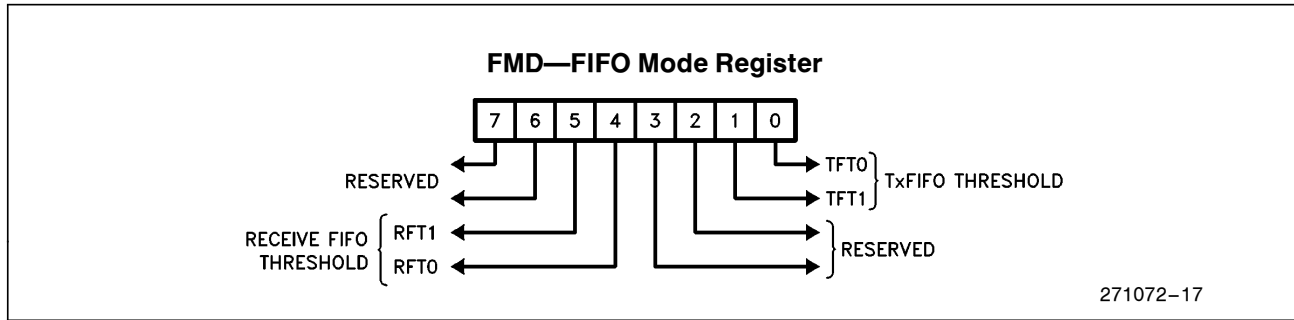 FMD—FIFO Mode Register
7 6 5 4 3 2 1 0
RESERVED
TFT0
TFT1
TxFIFO THRESHOLD
RECEIVE FIFO
THRESHOLD
RFT1
RFT0
RESERVED
271072–17